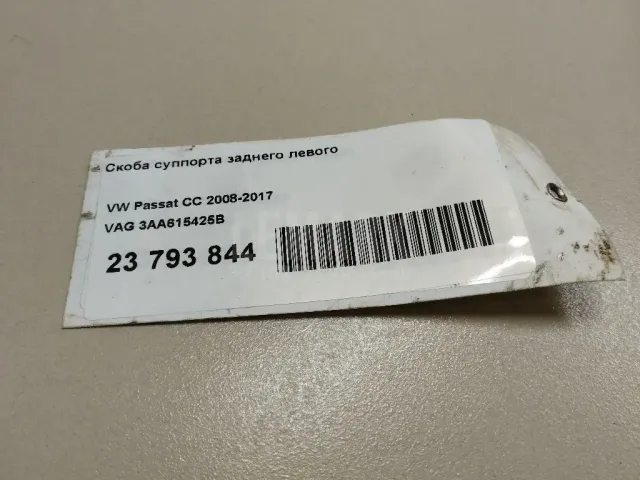 Скоба суппорта заднего левого
VW Passat CC 2008-2017
VAG 3AA615425B
23 793 844